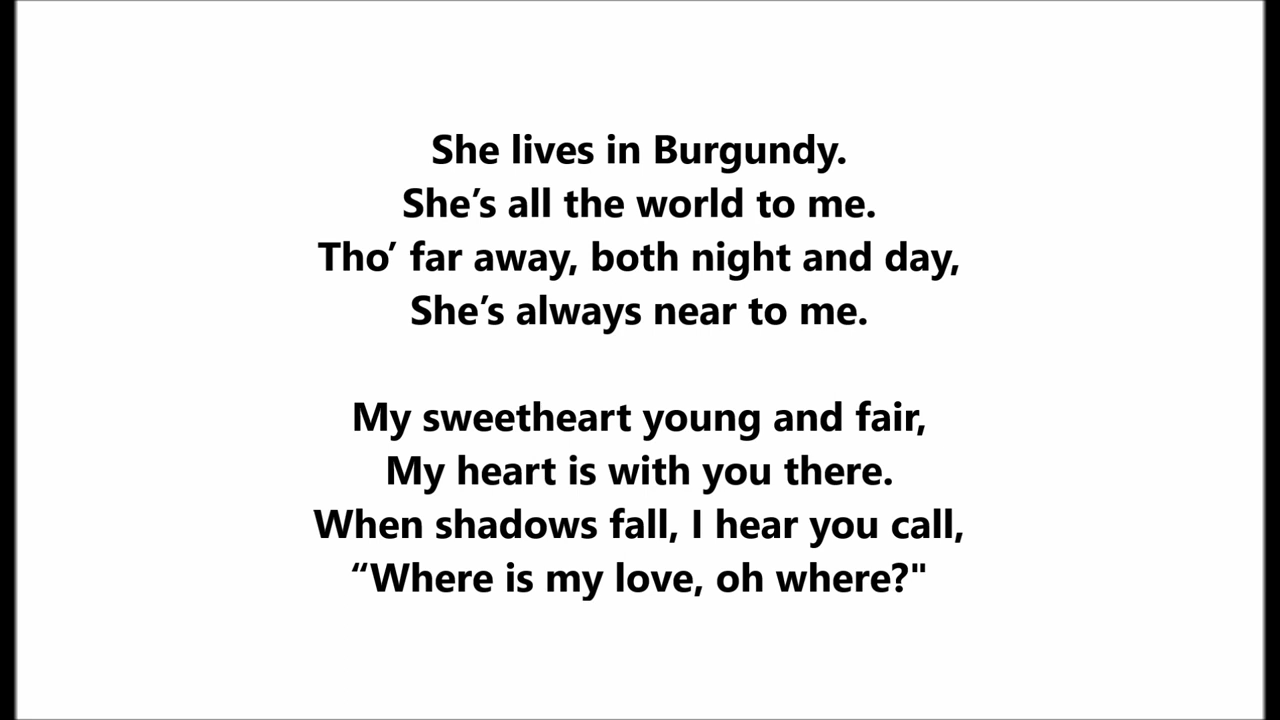 She lives in Burgundy.
She’s all the world to me.
Tho’ far away, both night and day,
She’s always near to me.
My sweetheart young and fair,
My heart is with you there.
When shadows fall, I hear you call,
“Where is my love, oh where?"